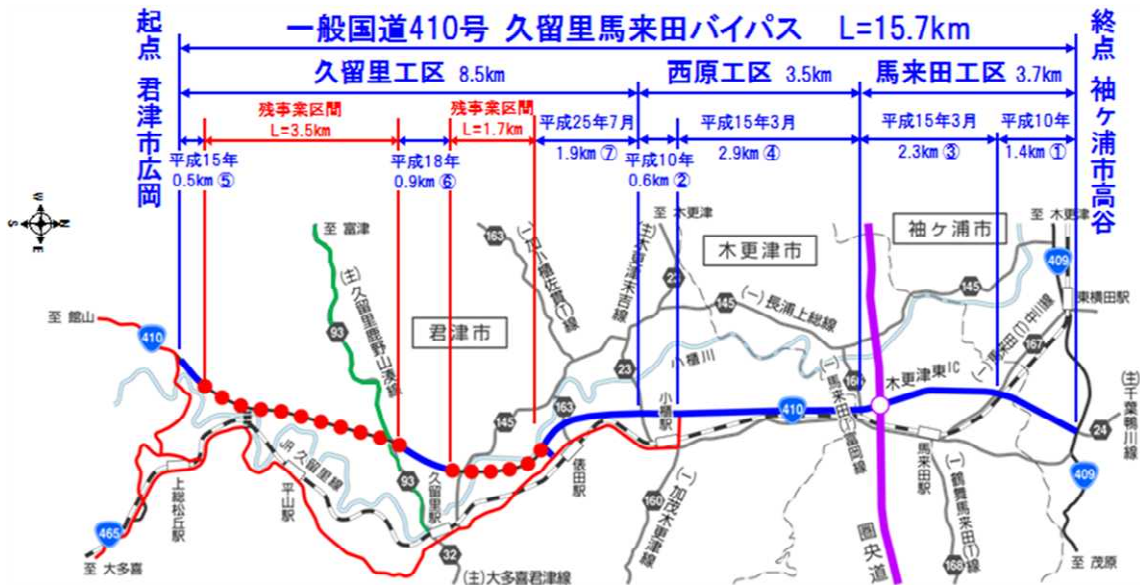 一般国道410号 久留里馬来田バイパス L=15.7km
起点 君津市広岡
終点 袖ヶ浦市高谷
久留里工区 8.5km
西原工区 3.5km
馬来田工区 3.7km
残事業区間
L=3.5km
残事業区間
L=1.7km
平成25年7月
1.9km ⑦
平成15年3月
2.9km ④
平成15年3月
2.3km ③
平成10年
1.4km ①
平成15年
0.5km ⑤
平成18年
0.9km ⑥
平成10年
0.6km ②
W
S
N
E
至 富津
163
(一)加小櫃佐貫(T)線
(主)木更津末吉線
至 木更津
23
木更津市
袖ヶ浦市
至 木更津
409
145
東横田駅
至 館山
410
(主)久留里鹿野山湊線
93
君津市
145
(一)長浦上総線
小櫃川
23
166
木更津東IC
(一)馬来田(T)中川線
167
(主)千葉鴨川線
24
163
145
小櫃駅
410
(一)馬来田(T)富岡線
JR久留里線
平山駅
上総松丘駅
93
久留里駅
俵田駅
馬来田駅
409
160
(一)加茂木更津線
圏央道
(一)鶴舞馬来田(T)線
168
465
至 大多喜
32
(主)大多喜君津線
至 茂原